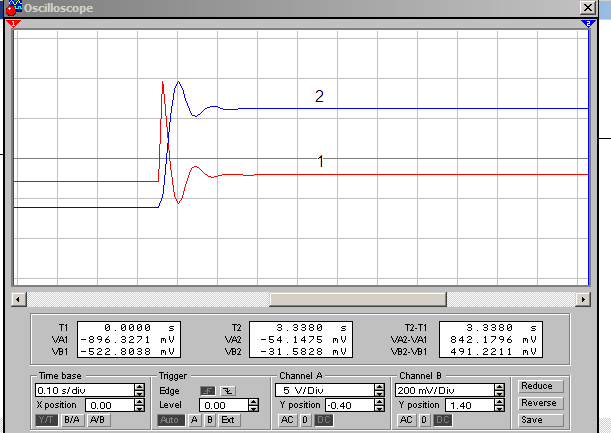 Oscilloscope
1
2
2
1
T1 0.0000 s
VA1 -896.3271 mV
VB1 -522.8038 mV
T2 3.3380 s
VA2 -54.1475 mV
VB2 -31.5828 mV
T2-T1 3.3380 s
VA2-VA1 842.1796 mV
VB2-VB1 491.2211 mV
Time base
0.10 s/div
X position 0.00
Y/T B/A A/B
Trigger
Edge
Level 0.00
Auto A B Ext
Channel A
5 V/Div
Y position -0.40
AC 0 DC
Channel B
200 mV/Div
Y position 1.40
AC 0 DC
Reduce
Reverse
Save